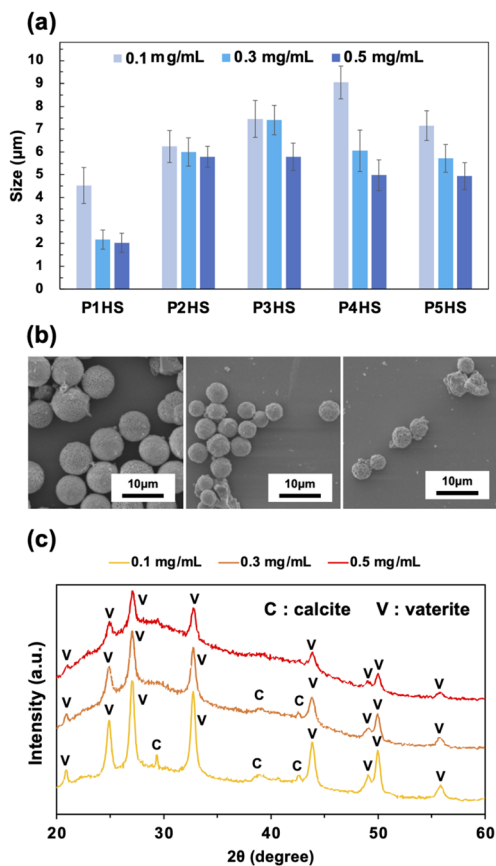 (a)
0.1 mg/mL 0.3 mg/mL 0.5 mg/mL
Size (μm)
10
9
8
7
6
5
4
3
2
1
0
P1HS P2HS P3HS P4HS P5HS
(b)
10μm 10μm 10μm
(c)
0.1 mg/mL 0.3 mg/mL 0.5 mg/mL
C : calcite V : vaterite
Intensity (a.u.)
V V V V V V V V
V V V V C C V V V V
V V V C V C C V V V V
20 30 40 50 60
2θ (degree)